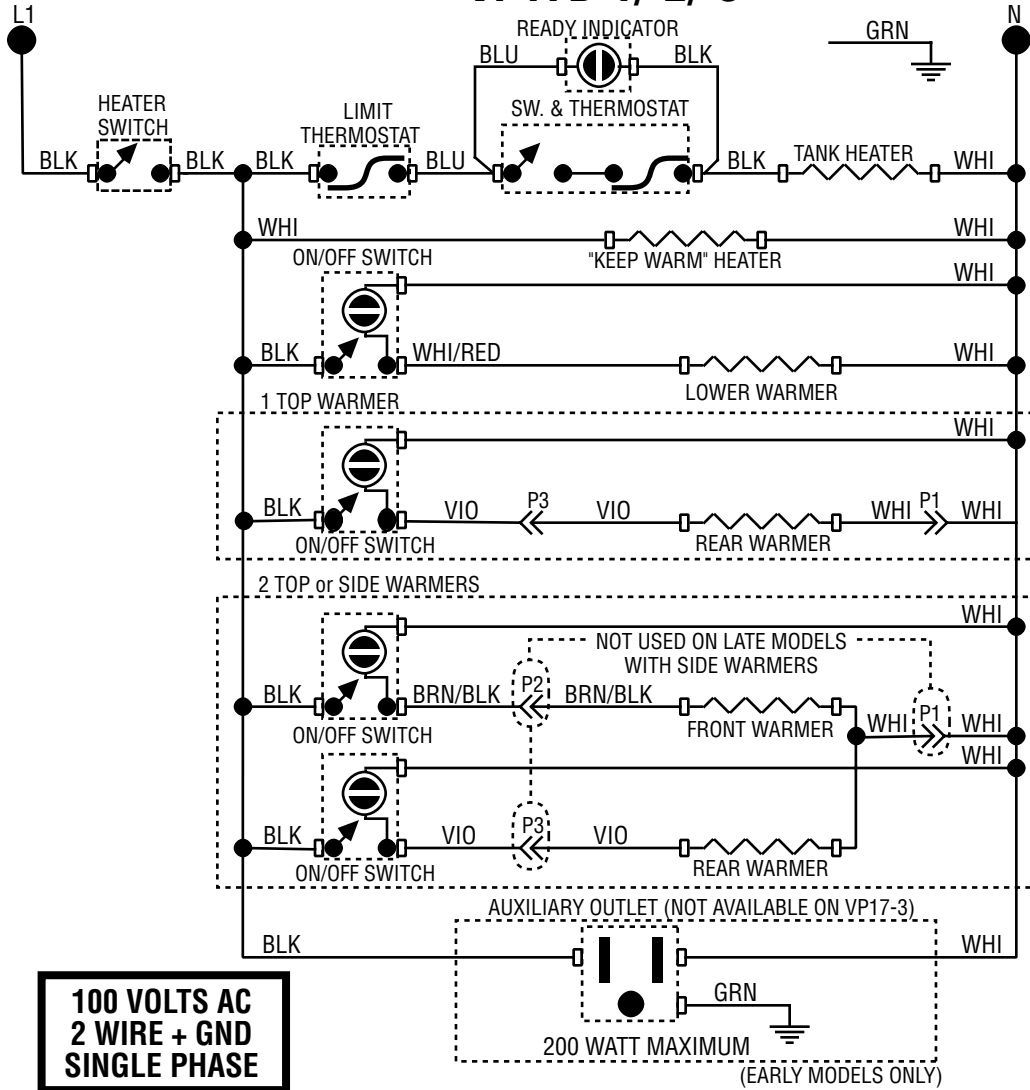 L1
N
READY INDICATOR
GRN
BLU
BLK
HEATER
SWITCH
LIMIT
THERMOSTAT
SW. & THERMOSTAT
BLK
BLK
BLK
BLU
BLK
TANK HEATER
WHI
WHI
WHI
ON/OFF SWITCH
"KEEP WARM" HEATER
WHI
BLK
WHI/RED
WHI
LOWER WARMER
1 TOP WARMER
WHI
BLK
VIO
P3
VIO
WHI
P1
WHI
ON/OFF SWITCH
REAR WARMER
2 TOP or SIDE WARMERS
WHI
NOT USED ON LATE MODELS
WITH SIDE WARMERS
BLK
BRN/BLK
P2
BRN/BLK
P1
FRONT WARMER
WHI
WHI
ON/OFF SWITCH
WHI
BLK
VIO
P3
VIO
ON/OFF SWITCH
REAR WARMER
AUXILIARY OUTLET (NOT AVAILABLE ON VP17-3)
BLK
WHI
GRN
100 VOLTS AC
2 WIRE + GND
SINGLE PHASE
200 WATT MAXIMUM
(EARLY MODELS ONLY)